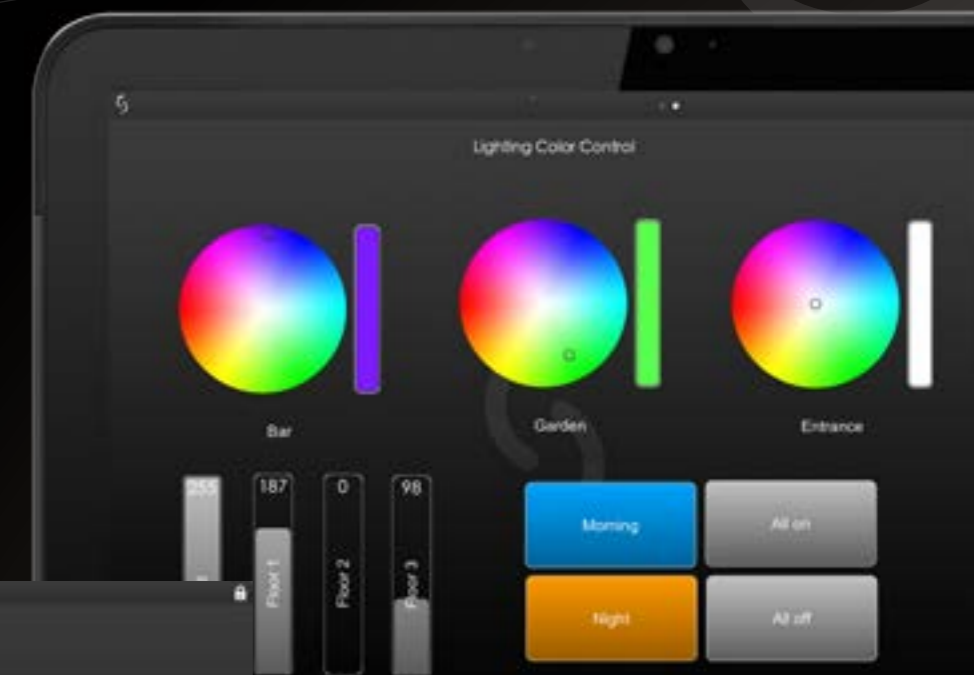 Lighting Color Control
Bar
Garden
Entrance
255
187
0
98
Floor 1
Floor 2
Floor 3
Morning
All on
Night
All off